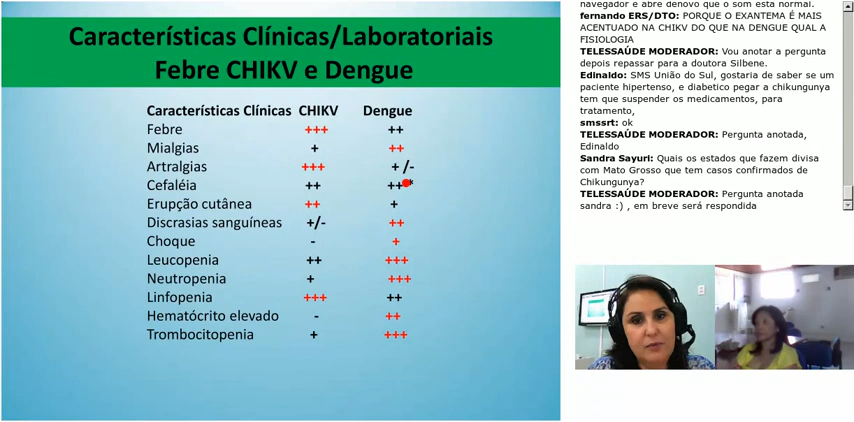 Características Clínicas/Laboratoriais
Febre CHIKV e Dengue
Características Clínicas CHIKV Dengue
Febre +++ ++
Mialgias + ++
Artralgias +++ + /-
Cefaléia ++ ++*
Erupção cutânea ++ +
Discrasias sanguíneas +/- ++
Choque - +
Leucopenia ++ +++
Neutropenia + +++
Linfopenia +++ ++
Hematócrito elevado - ++
Trombocitopenia + +++
navegador e abre denovo que o som esta normal.
fernando ERS/DTO: PORQUE O EXANTEMA É MAIS
ACENTUADO NA CHIKV DO QUE NA DENGUE QUAL A
FISIOLOGIA
TELESSAÚDE MODERADOR: Vou anotar a pergunta
depois repassar para a doutora Silbene.
Edinaldo: SMS União do Sul, gostaria de saber se um
paciente hipertenso, e diabetico pegar a chikungunya
tem que suspender os medicamentos, para
tratamento,
smssrt: ok
TELESSAÚDE MODERADOR: Pergunta anotada,
Edinaldo
Sandra Sayuri: Quais os estados que fazem divisa
com Mato Grosso que tem casos confirmados de
Chikungunya?
TELESSAÚDE MODERADOR: Pergunta anotada
sandra :) , em breve será respondida